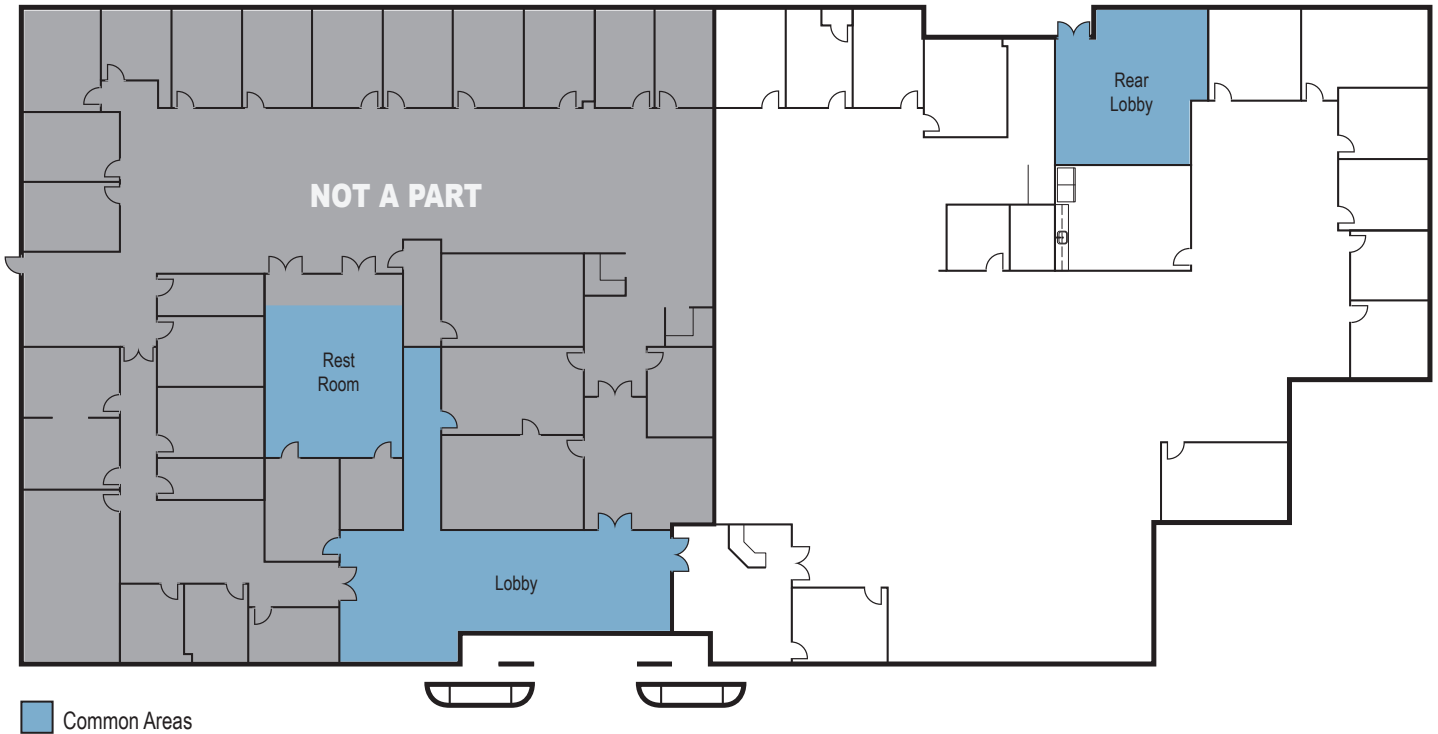 Rear
Lobby
NOT A PART
Rest
Room
Lobby
Common Areas